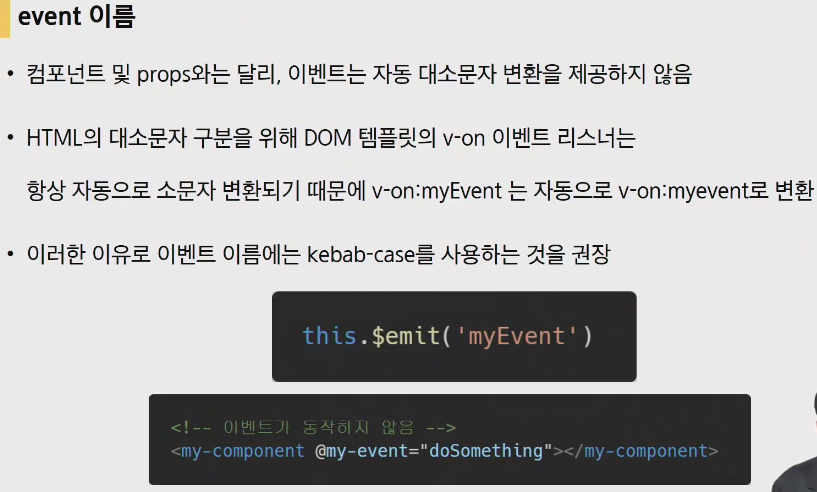 event 이름
• 컴포넌트 및 props와는 달리, 이벤트는 자동 대소문자 변환을 제공하지 않음
• HTML의 대소문자 구분을 위해 DOM 템플릿의 v-on 이벤트 리스너는
항상 자동으로 소문자 변환되기 때문에 v-on:myEvent 는 자동으로 v-on:myevent로 변환
• 이러한 이유로 이벤트 이름에는 kebab-case를 사용하는 것을 권장
this.$emit('myEvent')
<!-- 이벤트가 동작하지 않음 -->
<my-component @my-event="doSomething"></my-component>